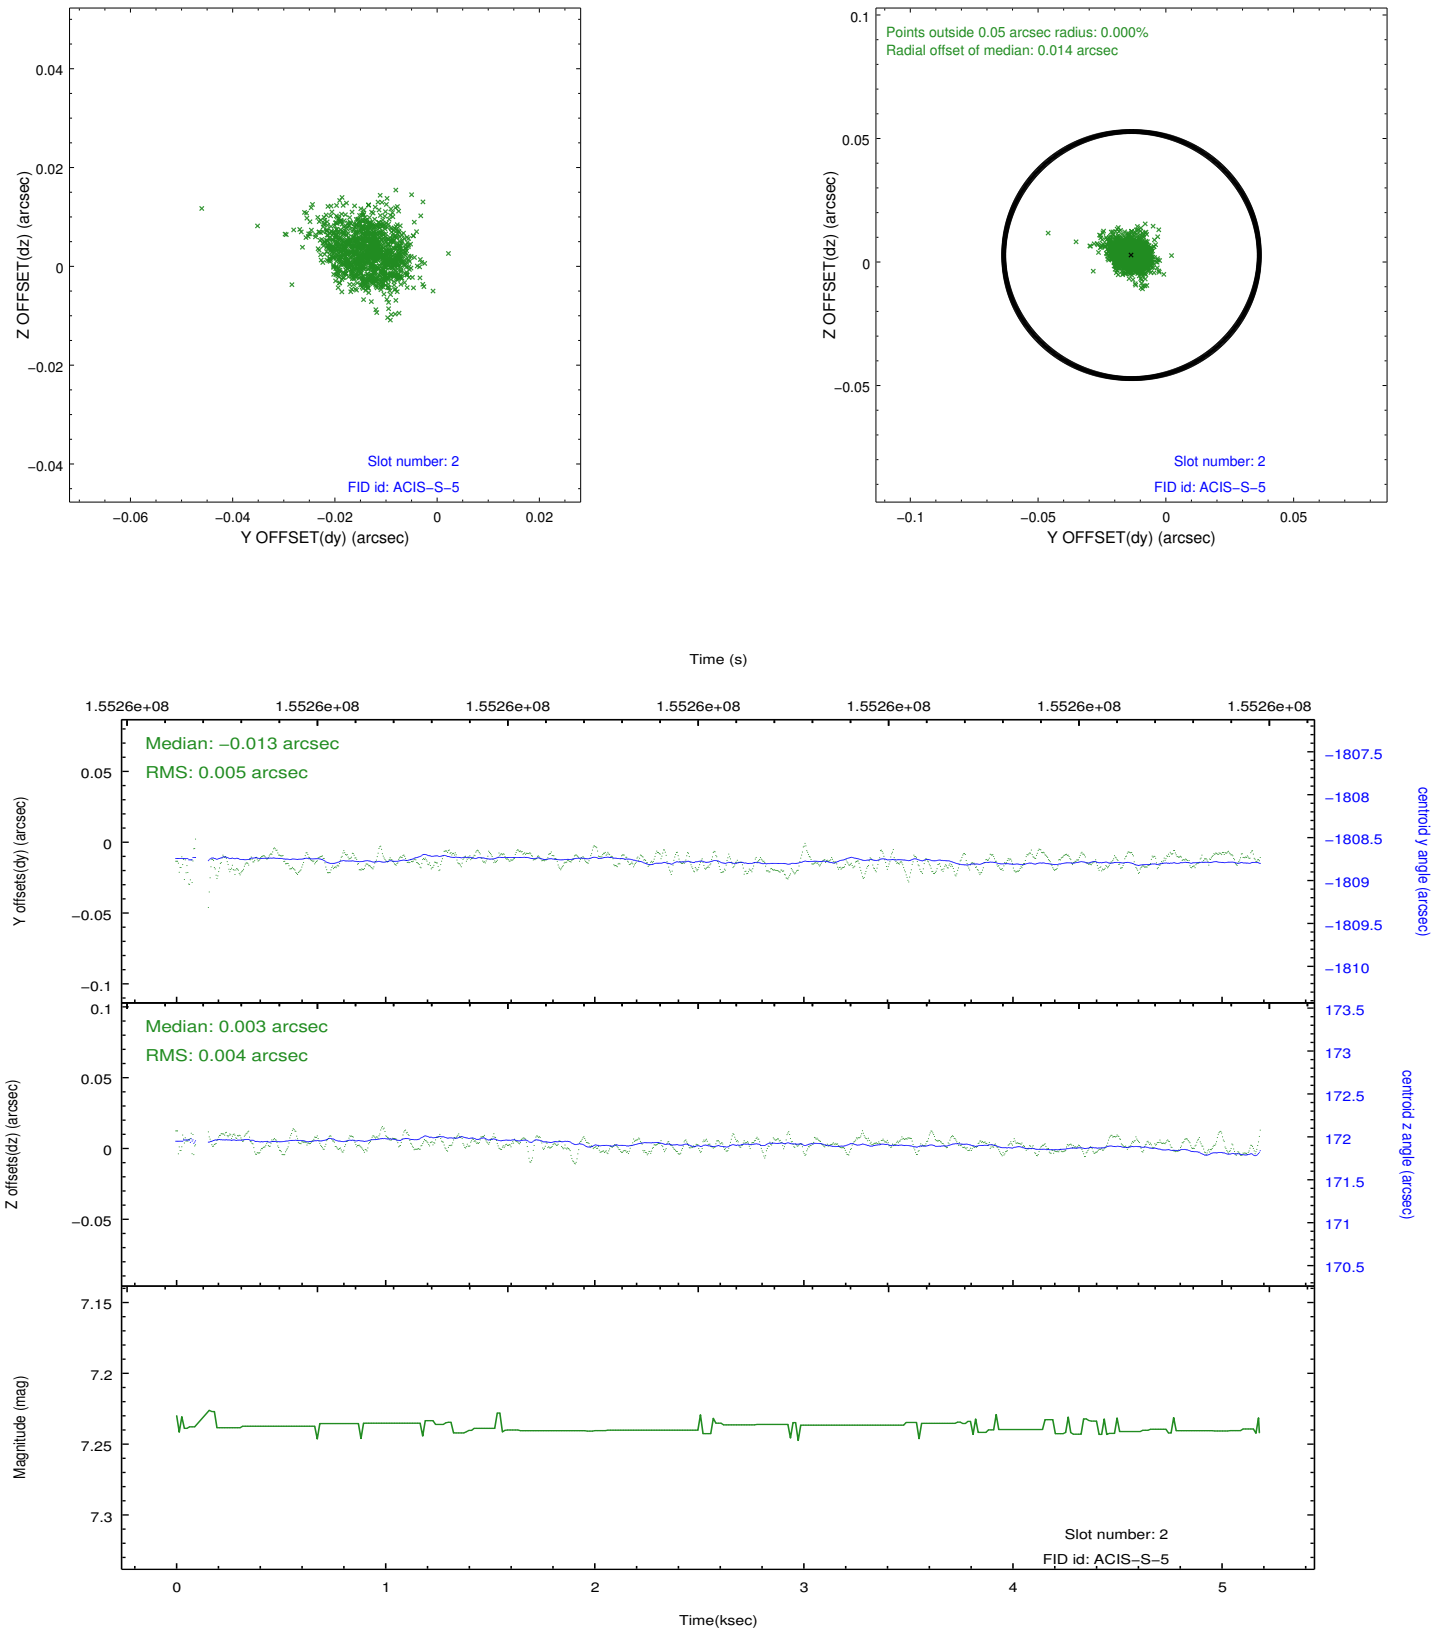 0.04
0.02
0
−0.02
−0.04
Z OFFSET(dz) (arcsec)
Slot number: 2
FID id: ACIS−S−5
−0.06
−0.04
−0.02
0
0.02
Y OFFSET(dy) (arcsec)
0.1
0.05
0
−0.05
Z OFFSET(dz) (arcsec)
Points outside 0.05 arcsec radius: 0.000%
Radial offset of median: 0.014 arcsec
Slot number: 2
FID id: ACIS−S−5
−0.1
−0.05
0
0.05
Y OFFSET(dy) (arcsec)
Time (s)
1.5526e+08
1.5526e+08
1.5526e+08
1.5526e+08
1.5526e+08
1.5526e+08
1.5526e+08
Median: −0.013 arcsec
RMS: 0.005 arcsec
0.05
0
−0.05
−0.1
Y offsets(dy) (arcsec)
−1807.5
−1808
−1808.5
−1809
−1809.5
−1810
centroid y angle (arcsec)
Median: 0.003 arcsec
RMS: 0.004 arcsec
0.1
0.05
0
−0.05
Z offsets(dz) (arcsec)
173.5
173
172.5
172
171.5
171
170.5
centroid z angle (arcsec)
7.15
7.2
7.25
7.3
Magnitude (mag)
Slot number: 2
FID id: ACIS−S−5
0
1
2
3
4
5
Time(ksec)